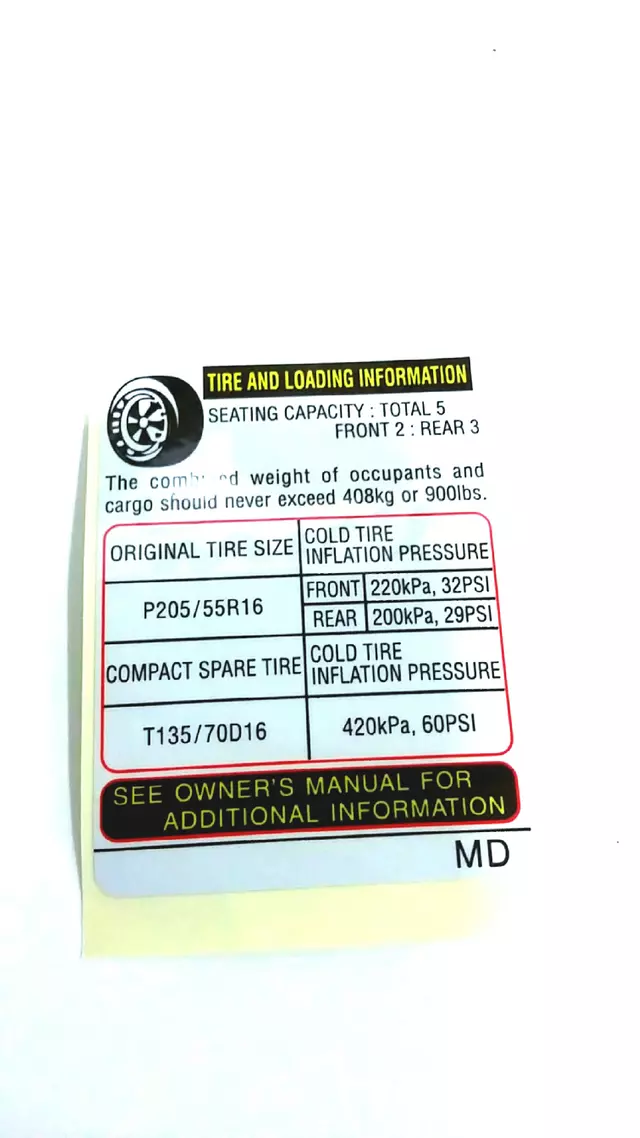 TIRE AND LOADING INFORMATION
SEATING CAPACITY : TOTAL 5
FRONT 2 : REAR 3
The combined weight of occupants and
cargo should never exceed 408kg or 900lbs.
ORIGINAL TIRE SIZE
COLD TIRE
INFLATION PRESSURE
P205/55R16
FRONT 220kPa, 32PSI
REAR 200kPa, 29PSI
COMPACT SPARE TIRE
COLD TIRE
INFLATION PRESSURE
T135/70D16
420kPa, 60PSI
SEE OWNER'S MANUAL FOR
ADDITIONAL INFORMATION
MD